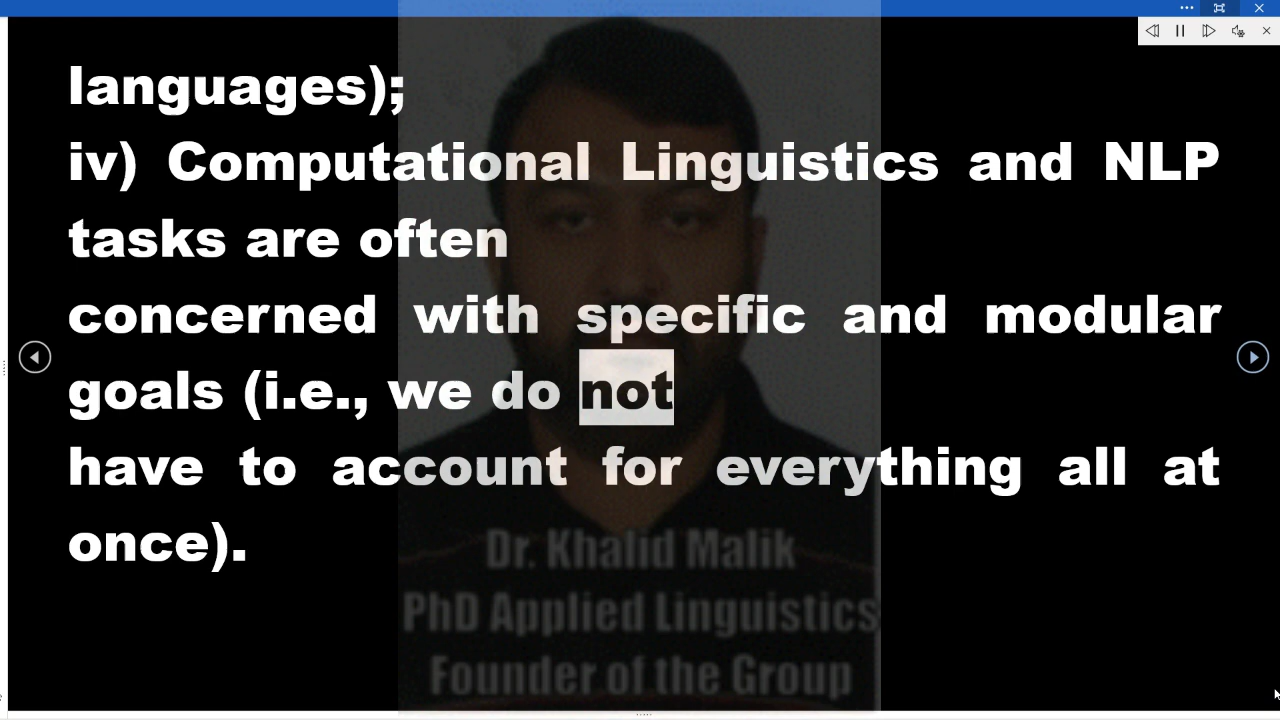 languages);
iv) Computational Linguistics and NLP
tasks are often
concerned with specific and modular
goals (i.e., we do not
have to account for everything all at
once).
Dr. Khalid Malik
PhD Applied Linguistics
Founder of the Group